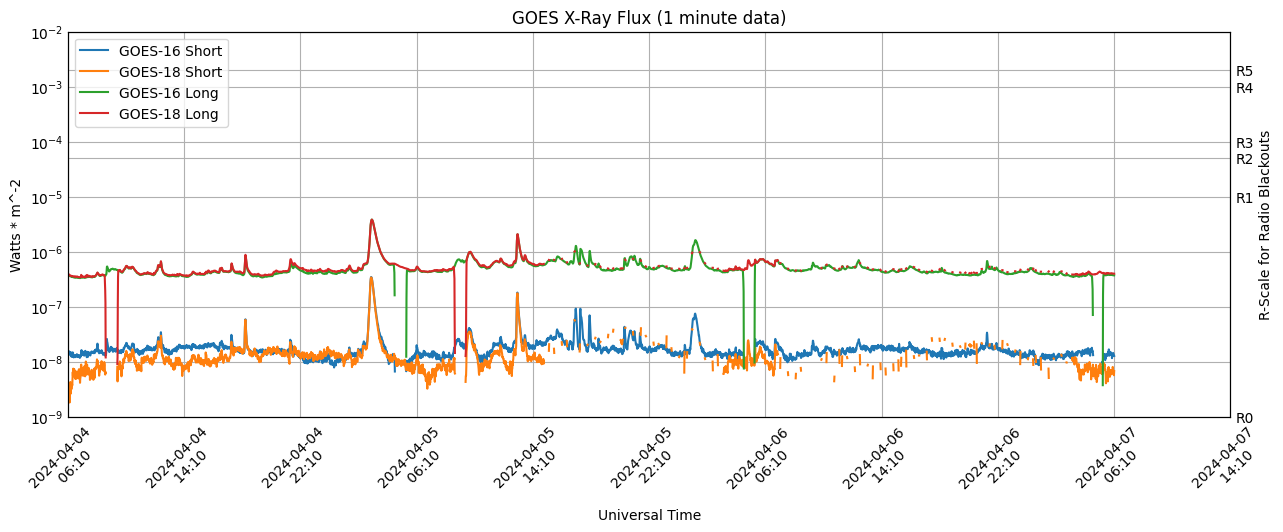 GOES X-Ray Flux (1 minute data)
GOES-16 Short
GOES-18 Short
GOES-16 Long
GOES-18 Long
Watts * m^-2
10^-2
10^-3
10^-4
10^-5
10^-6
10^-7
10^-8
10^-9
R5
R4
R3
R2
R1
R0
R-Scale for Radio Blackouts
2024-04-04
06:10
2024-04-04
14:10
2024-04-04
22:10
2024-04-05
06:10
2024-04-05
14:10
2024-04-05
22:10
2024-04-06
06:10
2024-04-06
14:10
2024-04-06
22:10
2024-04-07
06:10
2024-04-07
14:10
Universal Time